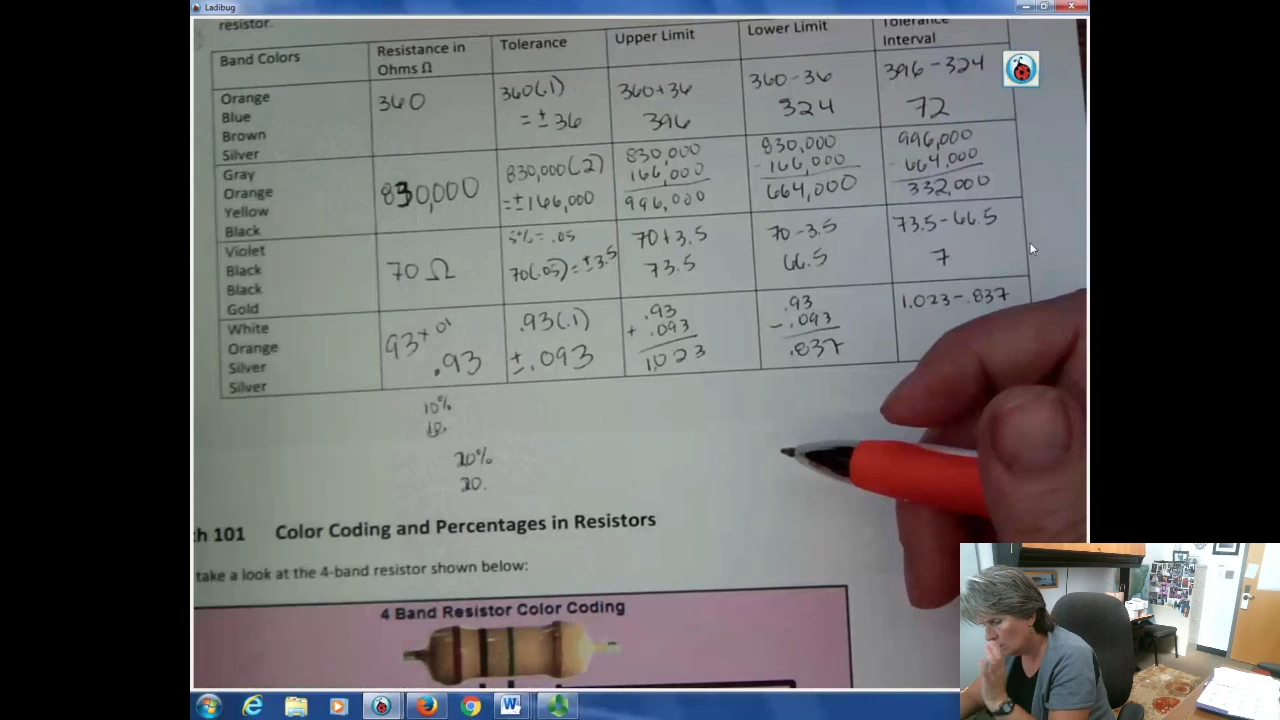 Ladibug
resistor.
Band Colors
Resistance in
Ohms Ω
Tolerance
Upper Limit
Lower Limit
Tolerance
Interval
Orange
Blue
Brown
Silver
360
360(.1)
= ± 36
360+36
396
360-36
324
396-324
72
Gray
Orange
Yellow
Black
830,000
830,000(.2)
=±166,000
830,000
166,000
996,000
830,000
- 166,000
664,000
996,000
- 664,000
332,000
Violet
Black
Black
Gold
70 Ω
5%= .05
70(.05)=±3.5
70+3.5
73.5
70-3.5
66.5
73.5-66.5
7
White
Orange
Silver
Silver
.93
.93(.1)
±.093
.93
+ .093
1.023
.93
- .093
.837
1.023-.837
10%
10.
20%
20.
th 101 Color Coding and Percentages in Resistors
take a look at the 4-band resistor shown below:
4 Band Resistor Color Coding